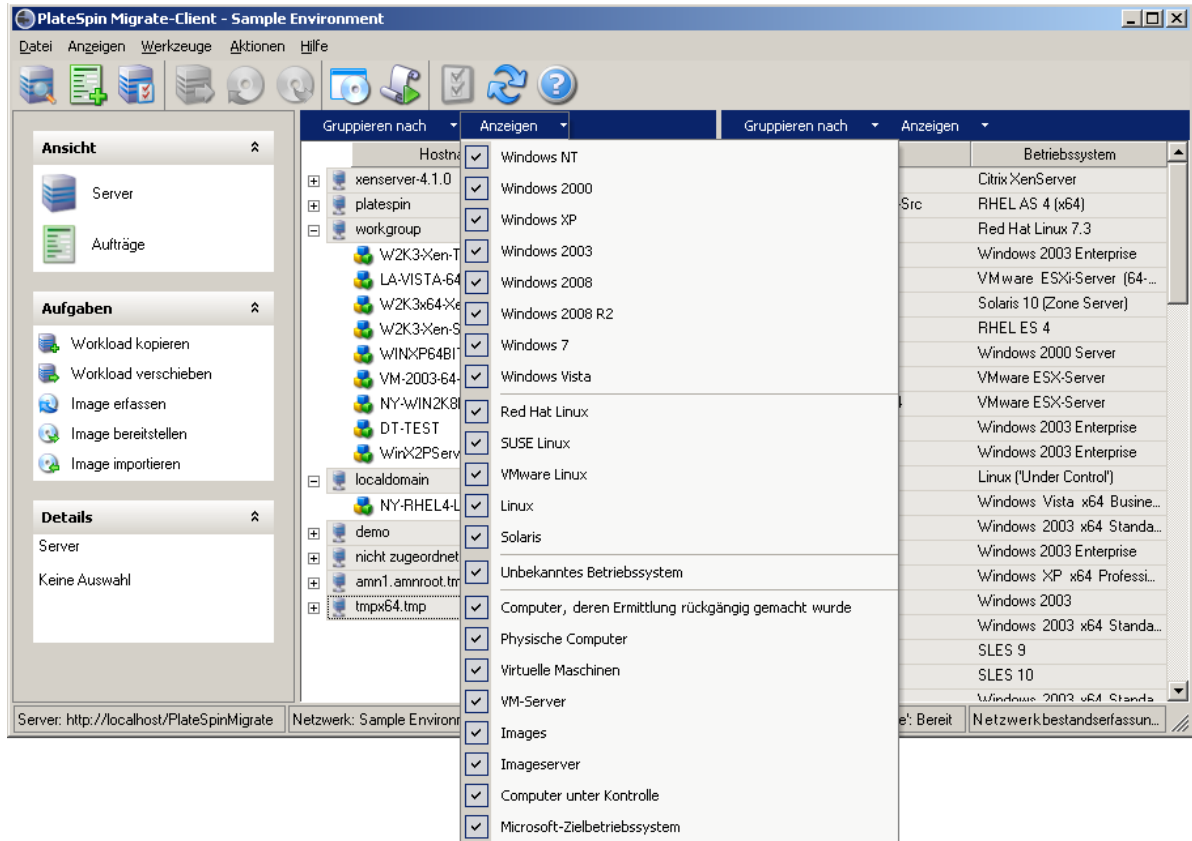 PlateSpin Migrate-Client - Sample Environment
Datei Anzeigen Werkzeuge Aktionen Hilfe
Ansicht
Server
Aufträge
Aufgaben
Workload kopieren
Workload verschieben
Image erfassen
Image bereitstellen
Image importieren
Details
Server
Keine Auswahl
Gruppieren nach Anzeigen
Hostna
xenserver-4.1.0
platespin
workgroup
W2K3-Xen-T
LA-VISTA-64
W2K3x64-Xe
W2K3-Xen-S
WINXP64BIT
VM-2003-64-
NY-WIN2K8
DT-TEST
WinX2PServ
localdomain
NY-RHEL4-L
demo
nicht zugeordnet
amn1.amnroot.tm
tmpx64.tmp
Windows NT
Windows 2000
Windows XP
Windows 2003
Windows 2008
Windows 2008 R2
Windows 7
Windows Vista
Red Hat Linux
SUSE Linux
VMware Linux
Linux
Solaris
Unbekanntes Betriebssystem
Computer, deren Ermittlung rückgängig gemacht wurde
Physische Computer
Virtuelle Maschinen
VM-Server
Images
Imageserver
Computer unter Kontrolle
Microsoft-Zielbetriebssystem
Gruppieren nach Anzeigen
Betriebssystem
Citrix XenServer
-Src RHEL AS 4 (x64)
Red Hat Linux 7.3
Windows 2003 Enterprise
VMware ESXi-Server (64-...
Solaris 10 (Zone Server)
RHEL ES 4
Windows 2000 Server
VMware ESX-Server
VMware ESX-Server
Windows 2003 Enterprise
Windows 2003 Enterprise
Linux ('Under Control')
Windows Vista x64 Busine...
Windows 2003 x64 Standa...
Windows 2003 Enterprise
Windows XP x64 Professi...
Windows 2003
Windows 2003 x64 Standa...
SLES 9
SLES 10
Windows 2003 x64 Standa
Server: http://localhost/PlateSpinMigrate Netzwerk: Sample Environm e': Bereit Netzwerkbestandserfassun...